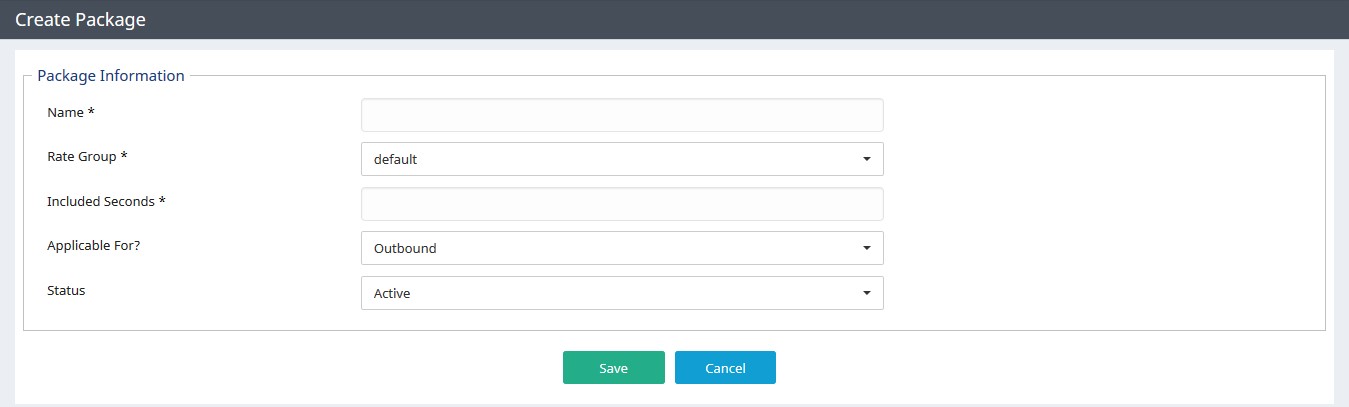 Create Package
Package Information
Name *
Rate Group *
default
Included Seconds *
Applicable For?
Outbound
Status
Active
Save
Cancel